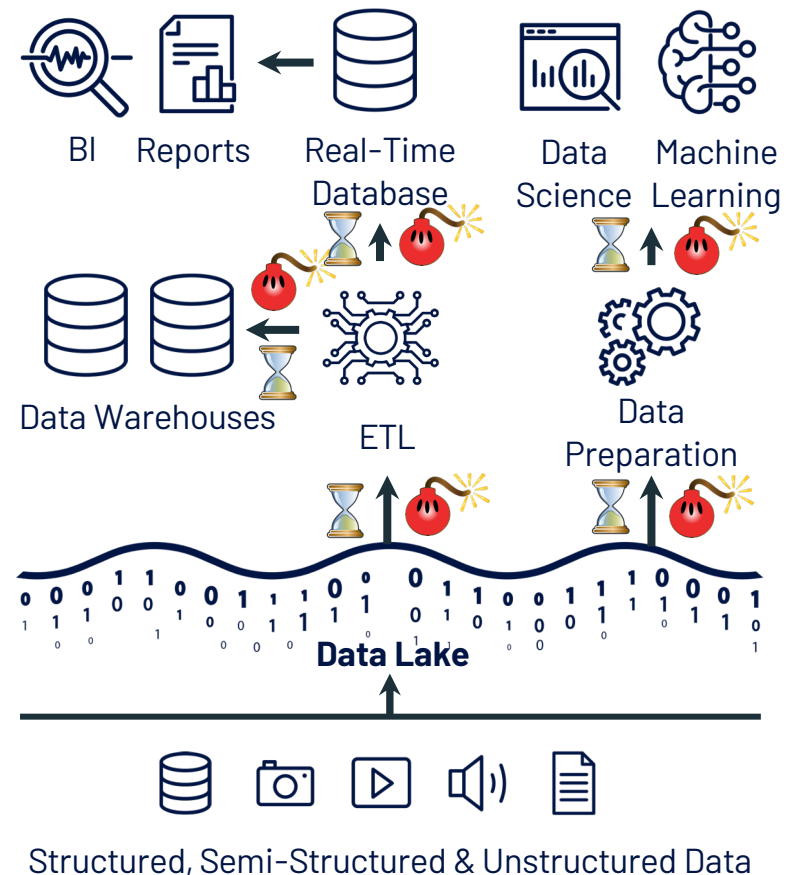 BI
Reports
Real-Time
Database
Data
Science
Machine
Learning
Data Warehouses
ETL
Data
Preparation
Data Lake
Structured, Semi-Structured & Unstructured Data